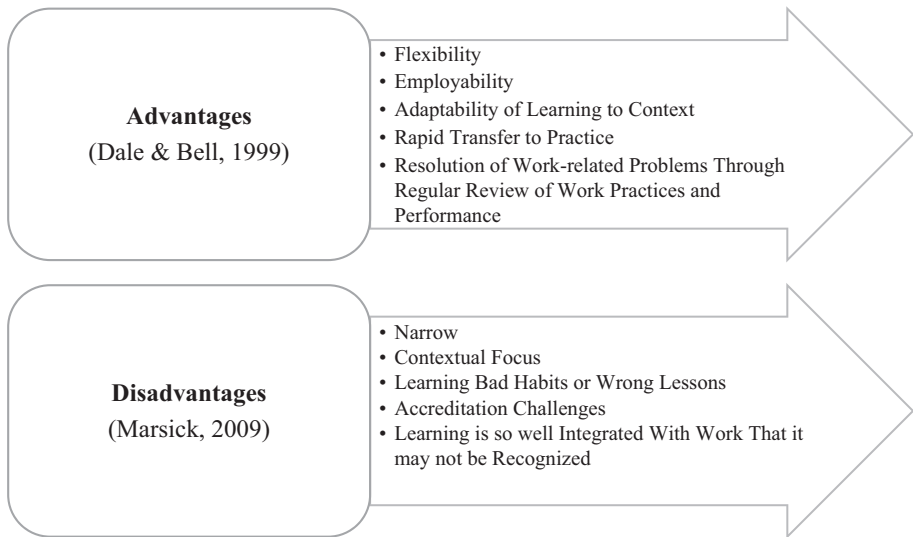 Advantages
(Dale & Bell, 1999)
• Flexibility
• Employability
• Adaptability of Learning to Context
• Rapid Transfer to Practice
• Resolution of Work-related Problems Through
Regular Review of Work Practices and
Performance
Disadvantages
(Marsick, 2009)
• Narrow
• Contextual Focus
• Learning Bad Habits or Wrong Lessons
• Accreditation Challenges
• Learning is so well Integrated With Work That it
may not be Recognized